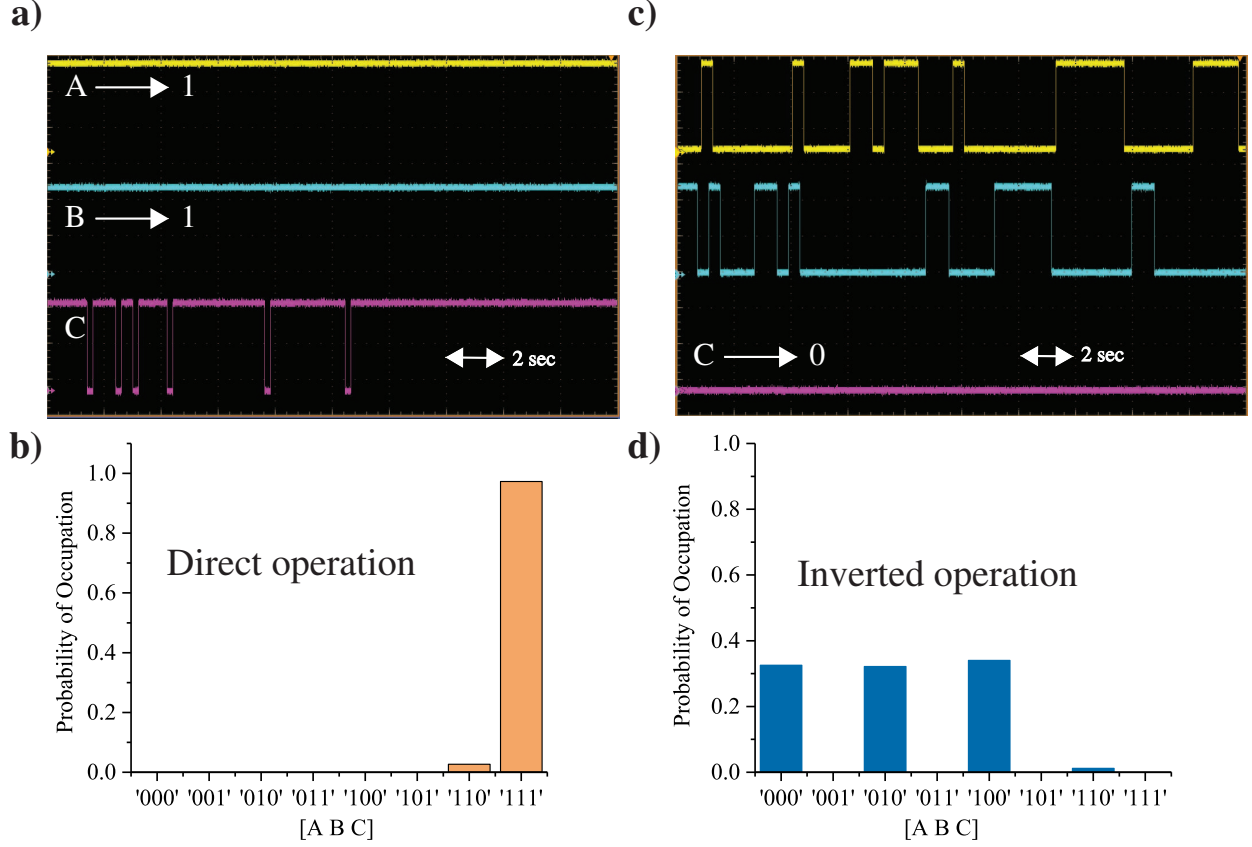 a)
A 1
B 1
C
2 sec
c)
C 0
2 sec
b)
Probability of Occupation
1.0
0.8
0.6
0.4
0.2
0.0
Direct operation
'000' '001' '010' '011' '100' '101' '110' '111'
[A B C]
d)
Probability of Occupation
1.0
0.8
0.6
0.4
0.2
0.0
Inverted operation
'000' '001' '010' '011' '100' '101' '110' '111'
[A B C]